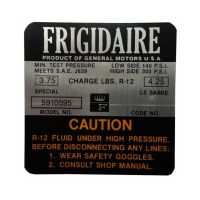 FRIGIDAIRE
PRODUCT OF GENERAL MOTORS U S A
MIN. TEST PRESSURE LOW SIDE 140 P.S.I.
MEETS S.A.E. J639 HIGH SIDE 300 P.S.I.
3.75 CHARGE LBS. R-12 4.25
SPECIAL LE SABRE
5910595
MODEL NO. CODE NO.
CAUTION
R-12 FLUID UNDER HIGH PRESSURE.
BEFORE DISCONNECTING ANY LINES:
1. WEAR SAFETY GOGGLES.
2. CONSULT SHOP MANUAL.